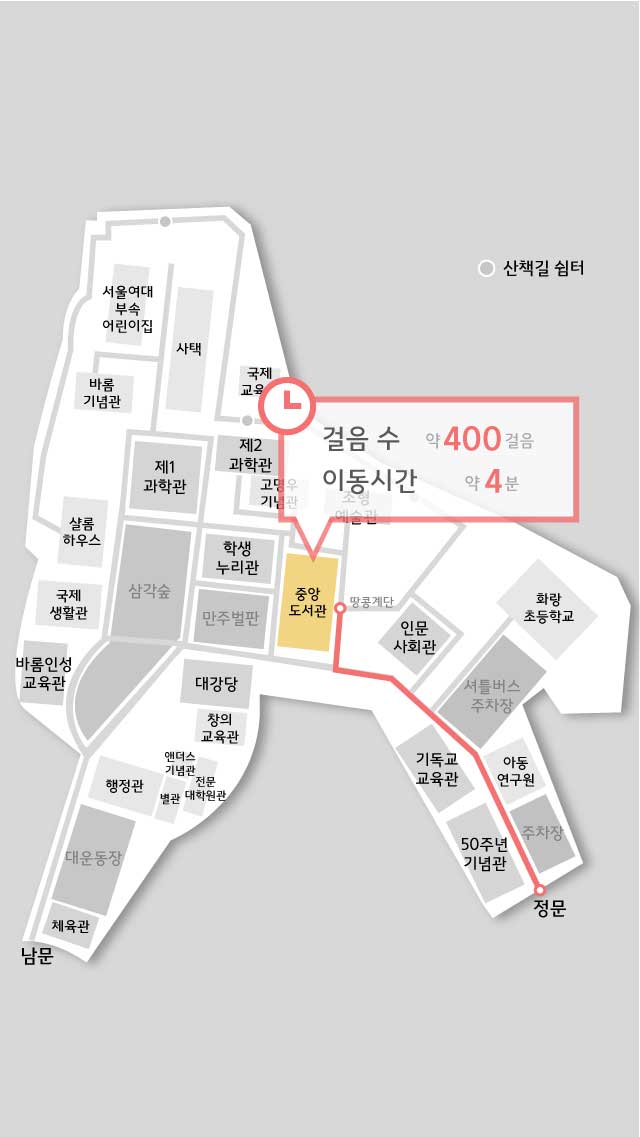 산책길 쉼터
서울여대
부속
어린이집
사택
국제
교육
바롬
기념관
걸음 수 약 400 걸음
이동시간 약 4 분
제2
과학관
제1
과학관
고명우
기념관
조형
예술관
샬롬
하우스
학생
누리관
삼각숲
중앙
도서관
국제
생활관
만주벌판
땅콩계단
화랑
초등학교
인문
사회관
바롬인성
교육관
대강당
셔틀버스
주차장
창의
교육관
앤더스
기념관
행정관
별관
전문
대학원관
기독교
교육관
아동
연구원
대운동장
50주년
기념관
주차장
체육관
정문
남문